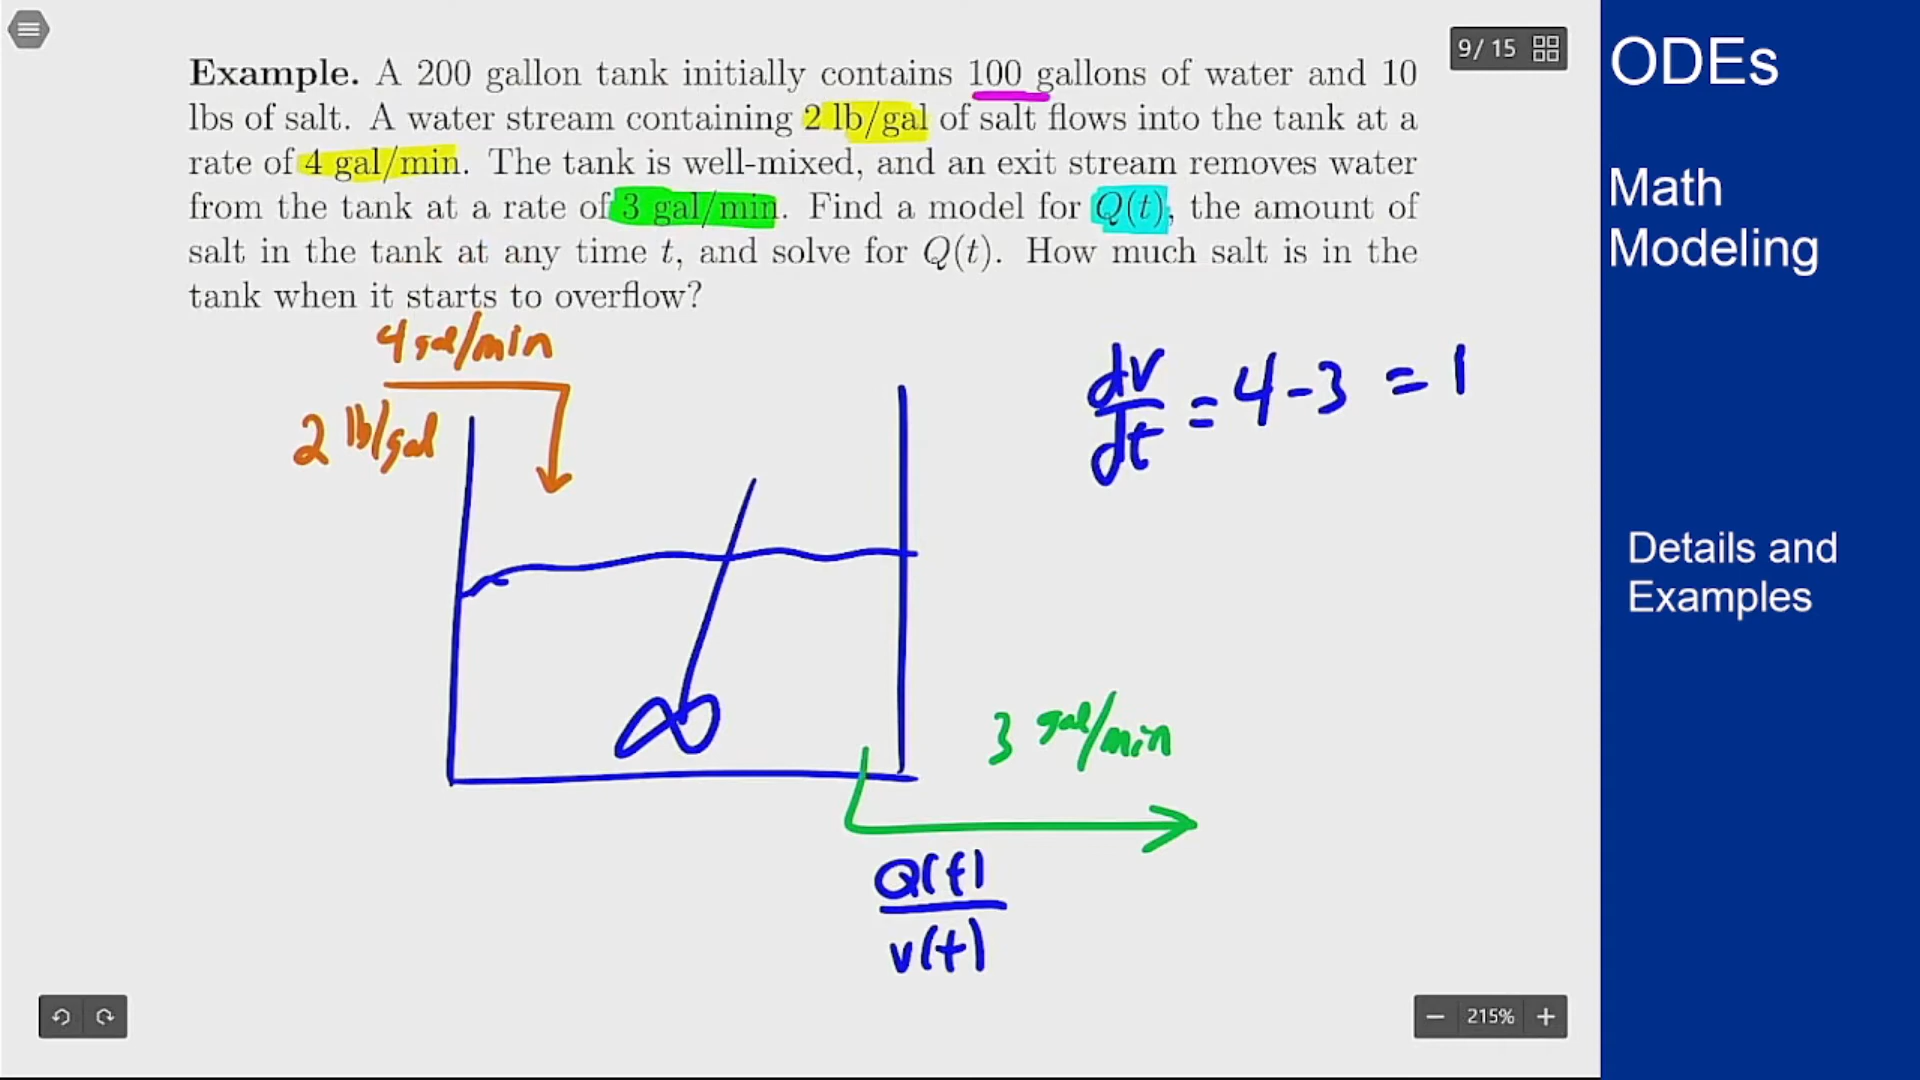 9/ 15
Example. A 200 gallon tank initially contains 100 gallons of water and 10
lbs of salt. A water stream containing 2 lb/gal of salt flows into the tank at a
rate of 4 gal/min. The tank is well-mixed, and an exit stream removes water
from the tank at a rate of 3 gal/min. Find a model for Q(t), the amount of
salt in the tank at any time t, and solve for Q(t). How much salt is in the
tank when it starts to overflow?
4 gal/min
2 lb/gal
dv/dt = 4 - 3 = 1
3 gal/min
Q(t)
v(t)
215%
ODEs
Math
Modeling
Details and
Examples